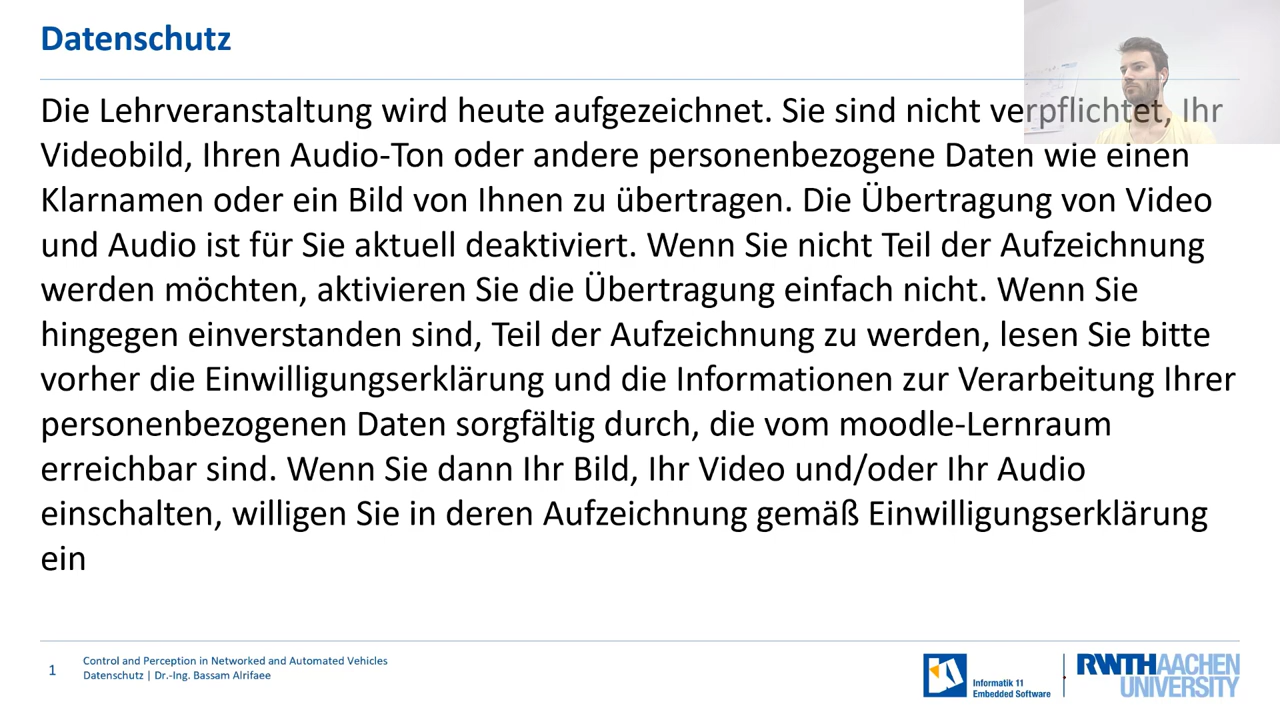 Datenschutz
Die Lehrveranstaltung wird heute aufgezeichnet. Sie sind nicht verpflichtet, Ihr
Videobild, Ihren Audio-Ton oder andere personenbezogene Daten wie einen
Klarnamen oder ein Bild von Ihnen zu übertragen. Die Übertragung von Video
und Audio ist für Sie aktuell deaktiviert. Wenn Sie nicht Teil der Aufzeichnung
werden möchten, aktivieren Sie die Übertragung einfach nicht. Wenn Sie
hingegen einverstanden sind, Teil der Aufzeichnung zu werden, lesen Sie bitte
vorher die Einwilligungserklärung und die Informationen zur Verarbeitung Ihrer
personenbezogenen Daten sorgfältig durch, die vom moodle-Lernraum
erreichbar sind. Wenn Sie dann Ihr Bild, Ihr Video und/oder Ihr Audio
einschalten, willigen Sie in deren Aufzeichnung gemäß Einwilligungserklärung
ein
1
Control and Perception in Networked and Automated Vehicles
Datenschutz | Dr.-Ing. Bassam Alrifaee
Informatik 11
Embedded Software
RWTHAACHEN
UNIVERSITY